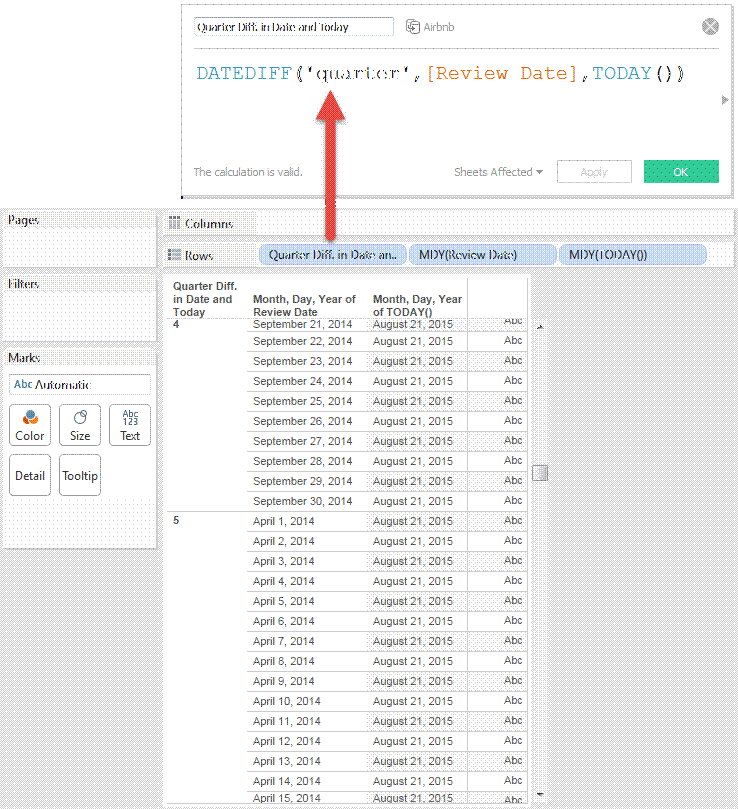 Quarter Diff. in Date and Today
Airbnb
DATEDIFF('quarter',[Review Date],TODAY())
The calculation is valid.
Sheets Affected
Apply
OK
Pages
Columns
Rows
Quarter Diff. in Date an.. MDY(Review Date) MDY(TODAY())
Filters
Marks
Abc Automatic
Color Size Abc 123 Text
Detail Tooltip
Quarter Diff.
in Date and Month, Day, Year of Month, Day, Year
Today Review Date of TODAY()
4 September 21, 2014 August 21, 2015 Abc
September 22, 2014 August 21, 2015 Abc
September 23, 2014 August 21, 2015 Abc
September 24, 2014 August 21, 2015 Abc
September 25, 2014 August 21, 2015 Abc
September 26, 2014 August 21, 2015 Abc
September 27, 2014 August 21, 2015 Abc
September 28, 2014 August 21, 2015 Abc
September 29, 2014 August 21, 2015 Abc
September 30, 2014 August 21, 2015 Abc
5 April 1, 2014 August 21, 2015 Abc
April 2, 2014 August 21, 2015 Abc
April 3, 2014 August 21, 2015 Abc
April 4, 2014 August 21, 2015 Abc
April 5, 2014 August 21, 2015 Abc
April 6, 2014 August 21, 2015 Abc
April 7, 2014 August 21, 2015 Abc
April 8, 2014 August 21, 2015 Abc
April 9, 2014 August 21, 2015 Abc
April 10, 2014 August 21, 2015 Abc
April 11, 2014 August 21, 2015 Abc
April 12, 2014 August 21, 2015 Abc
April 13, 2014 August 21, 2015 Abc
April 14, 2014 August 21, 2015 Abc
April 15, 2014 August 21, 2015 Abc